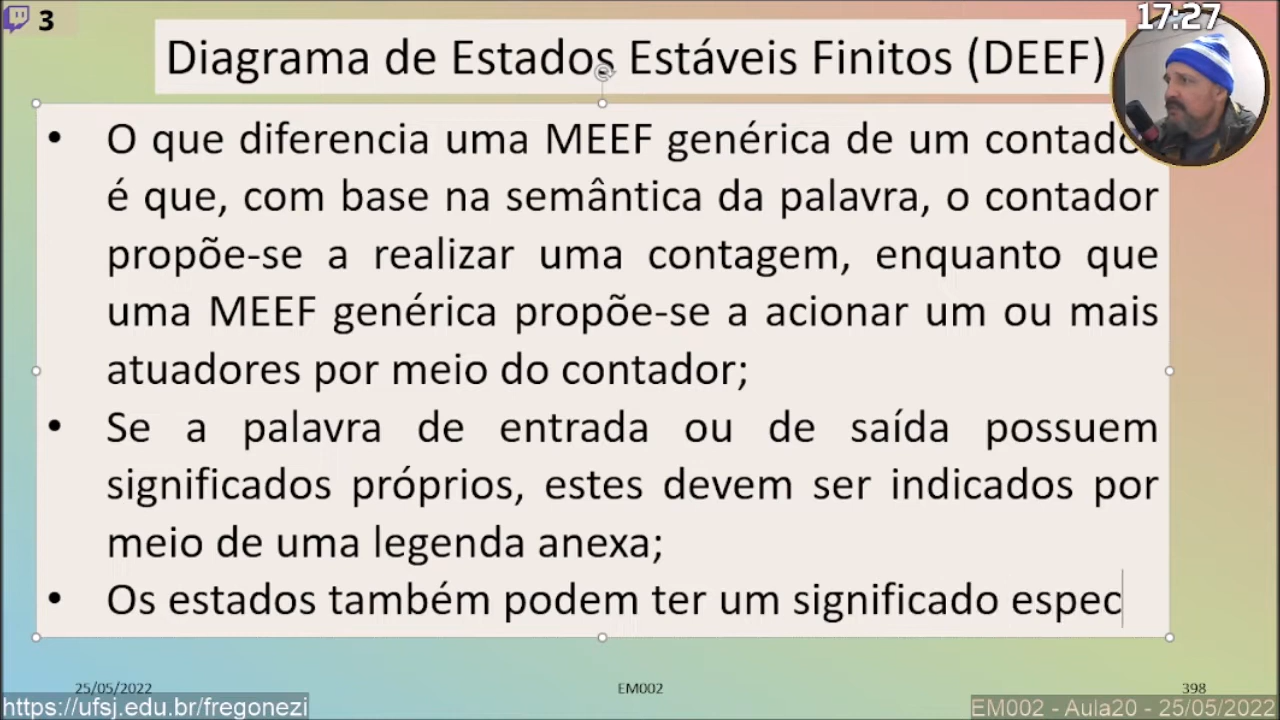 3
17:27
Diagrama de Estados Estáveis Finitos (DEEF)
• O que diferencia uma MEEF genérica de um contado
é que, com base na semântica da palavra, o contador
propõe-se a realizar uma contagem, enquanto que
uma MEEF genérica propõe-se a acionar um ou mais
atuadores por meio do contador;
• Se a palavra de entrada ou de saída possuem
significados próprios, estes devem ser indicados por
meio de uma legenda anexa;
• Os estados também podem ter um significado espec
25/05/2022
EM002
398
https://ufsj.edu.br/fregonezi
EM002 - Aula20 - 25/05/2022